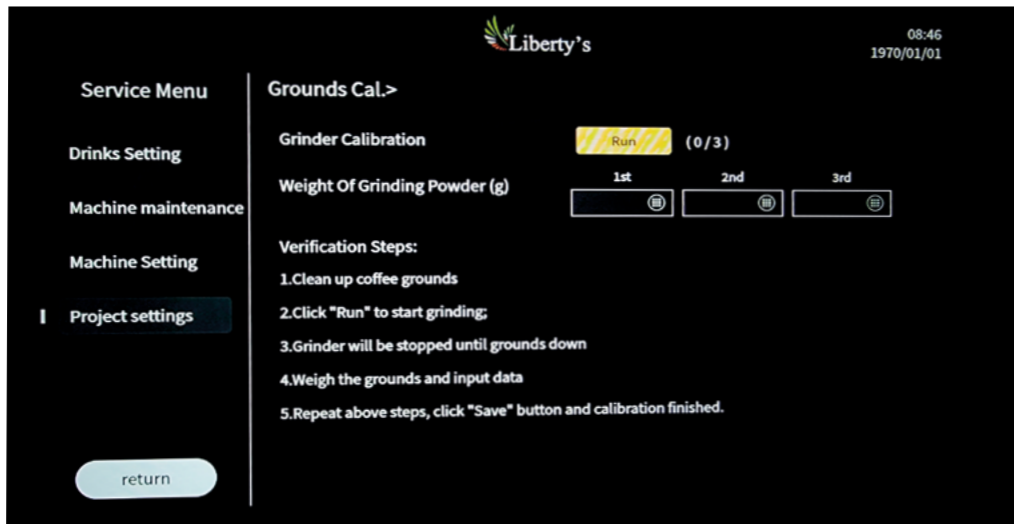 Liberty's
08:46
1970/01/01
Service Menu
Drinks Setting
Machine maintenance
Machine Setting
Project settings
return
Grounds Cal.>
Grinder Calibration
Run
(0/3)
Weight Of Grinding Powder (g)
1st
2nd
3rd
Verification Steps:
1.Clean up coffee grounds
2.Click "Run" to start grinding;
3.Grinder will be stopped until grounds down
4.Weigh the grounds and input data
5.Repeat above steps, click "Save" button and calibration finished.